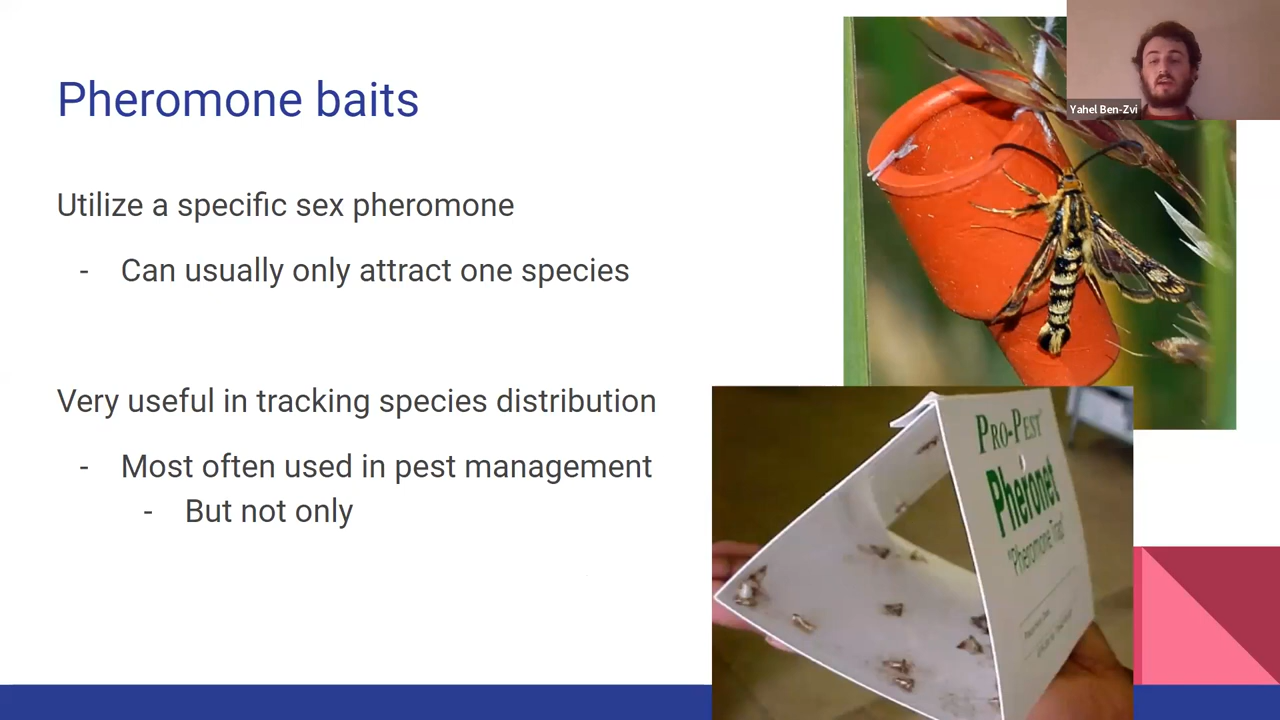 Pheromone baits
Yahel Ben-Zvi
Utilize a specific sex pheromone
- Can usually only attract one species
Very useful in tracking species distribution
- Most often used in pest management
- But not only
PRO-PEST
Pheronet
"Pheromone Trap"